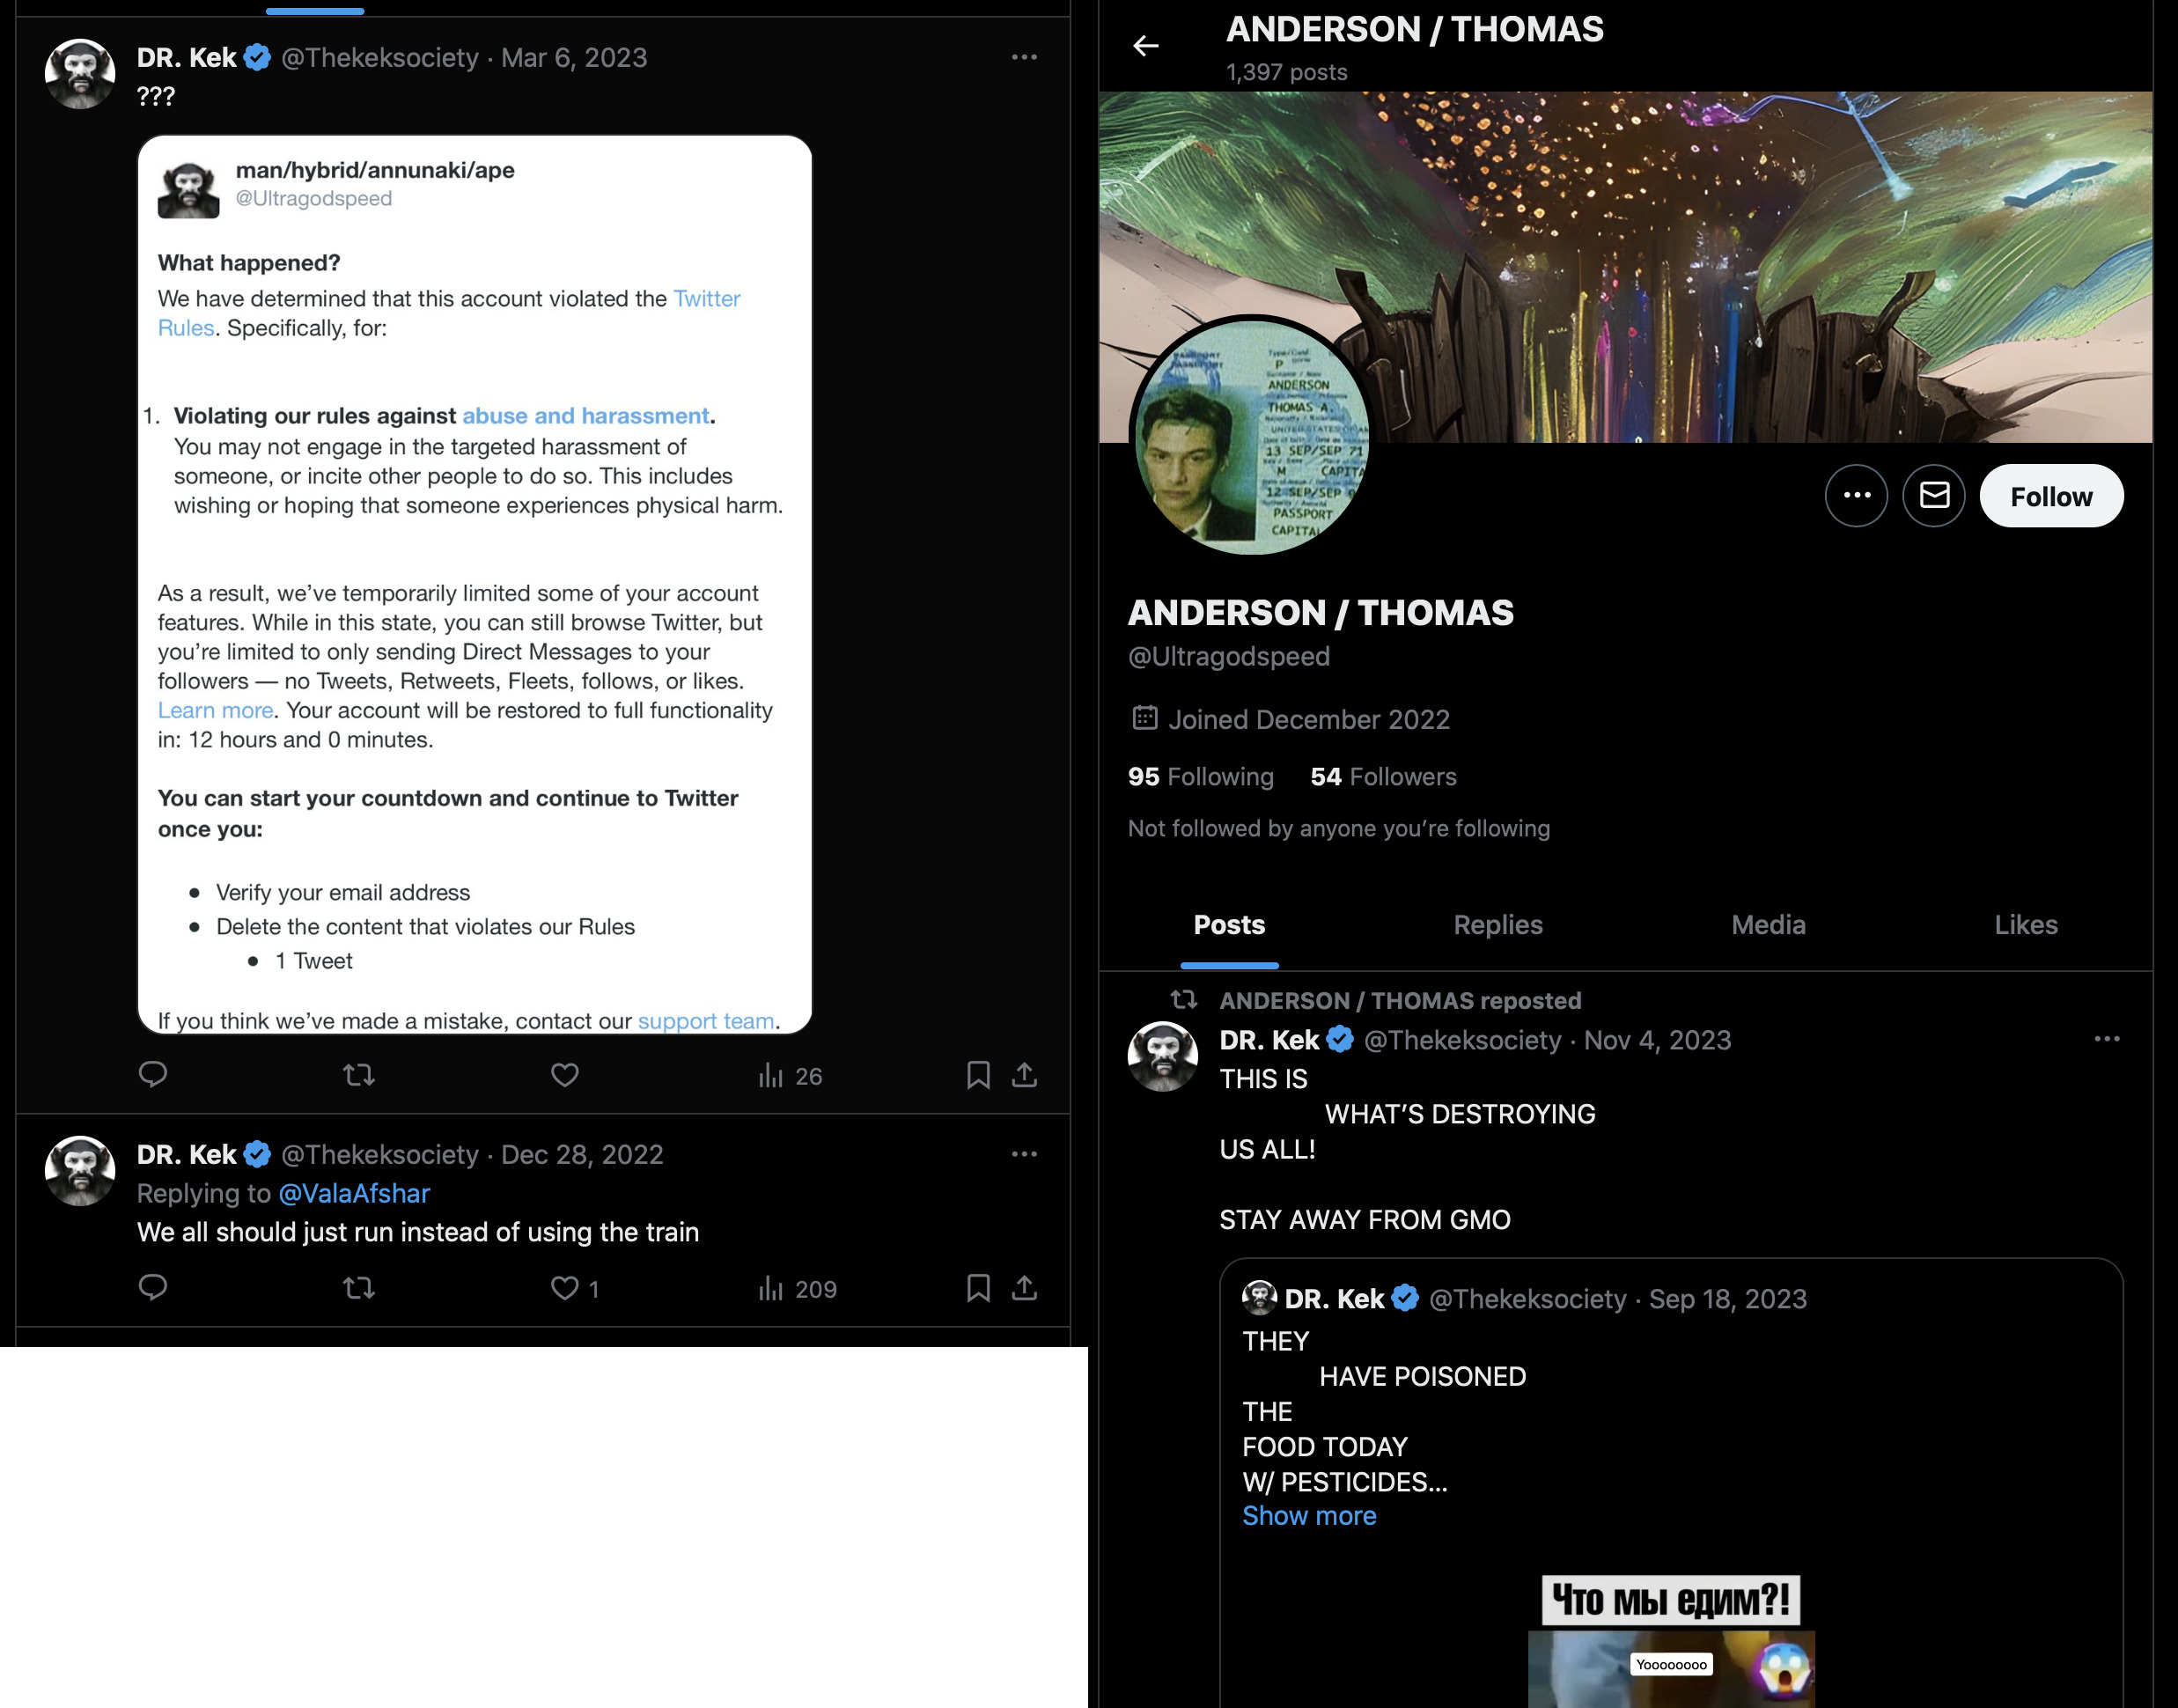 DR. Kek @Thekeksociety · Mar 6, 2023
???
man/hybrid/annunaki/ape
@Ultragodspeed
What happened?
We have determined that this account violated the Twitter
Rules. Specifically, for:
1. Violating our rules against abuse and harassment.
You may not engage in the targeted harassment of
someone, or incite other people to do so. This includes
wishing or hoping that someone experiences physical harm.
As a result, we’ve temporarily limited some of your account
features. While in this state, you can still browse Twitter, but
you’re limited to only sending Direct Messages to your
followers — no Tweets, Retweets, Fleets, follows, or likes.
Learn more. Your account will be restored to full functionality
in: 12 hours and 0 minutes.
You can start your countdown and continue to Twitter
once you:
• Verify your email address
• Delete the content that violates our Rules
• 1 Tweet
If you think we’ve made a mistake, contact our support team.
26
DR. Kek @Thekeksociety · Dec 28, 2022
Replying to @ValaAfshar
We all should just run instead of using the train
1 209
ANDERSON / THOMAS
1,397 posts
PASSPORT
P
ANDERSON
THOMAS A.
UNITED STATES OF AM
13 SEP/SEP 71
M CAPITA
12 SEP/SEP
PASSPORT
CAPITAL
Follow
ANDERSON / THOMAS
@Ultragodspeed
Joined December 2022
95 Following 54 Followers
Not followed by anyone you’re following
Posts Replies Media Likes
ANDERSON / THOMAS reposted
DR. Kek @Thekeksociety · Nov 4, 2023
THIS IS
WHAT’S DESTROYING
US ALL!
STAY AWAY FROM GMO
DR. Kek @Thekeksociety · Sep 18, 2023
THEY
HAVE POISONED
THE
FOOD TODAY
W/ PESTICIDES...
Show more
Что мы едим?!
Yoooooooo